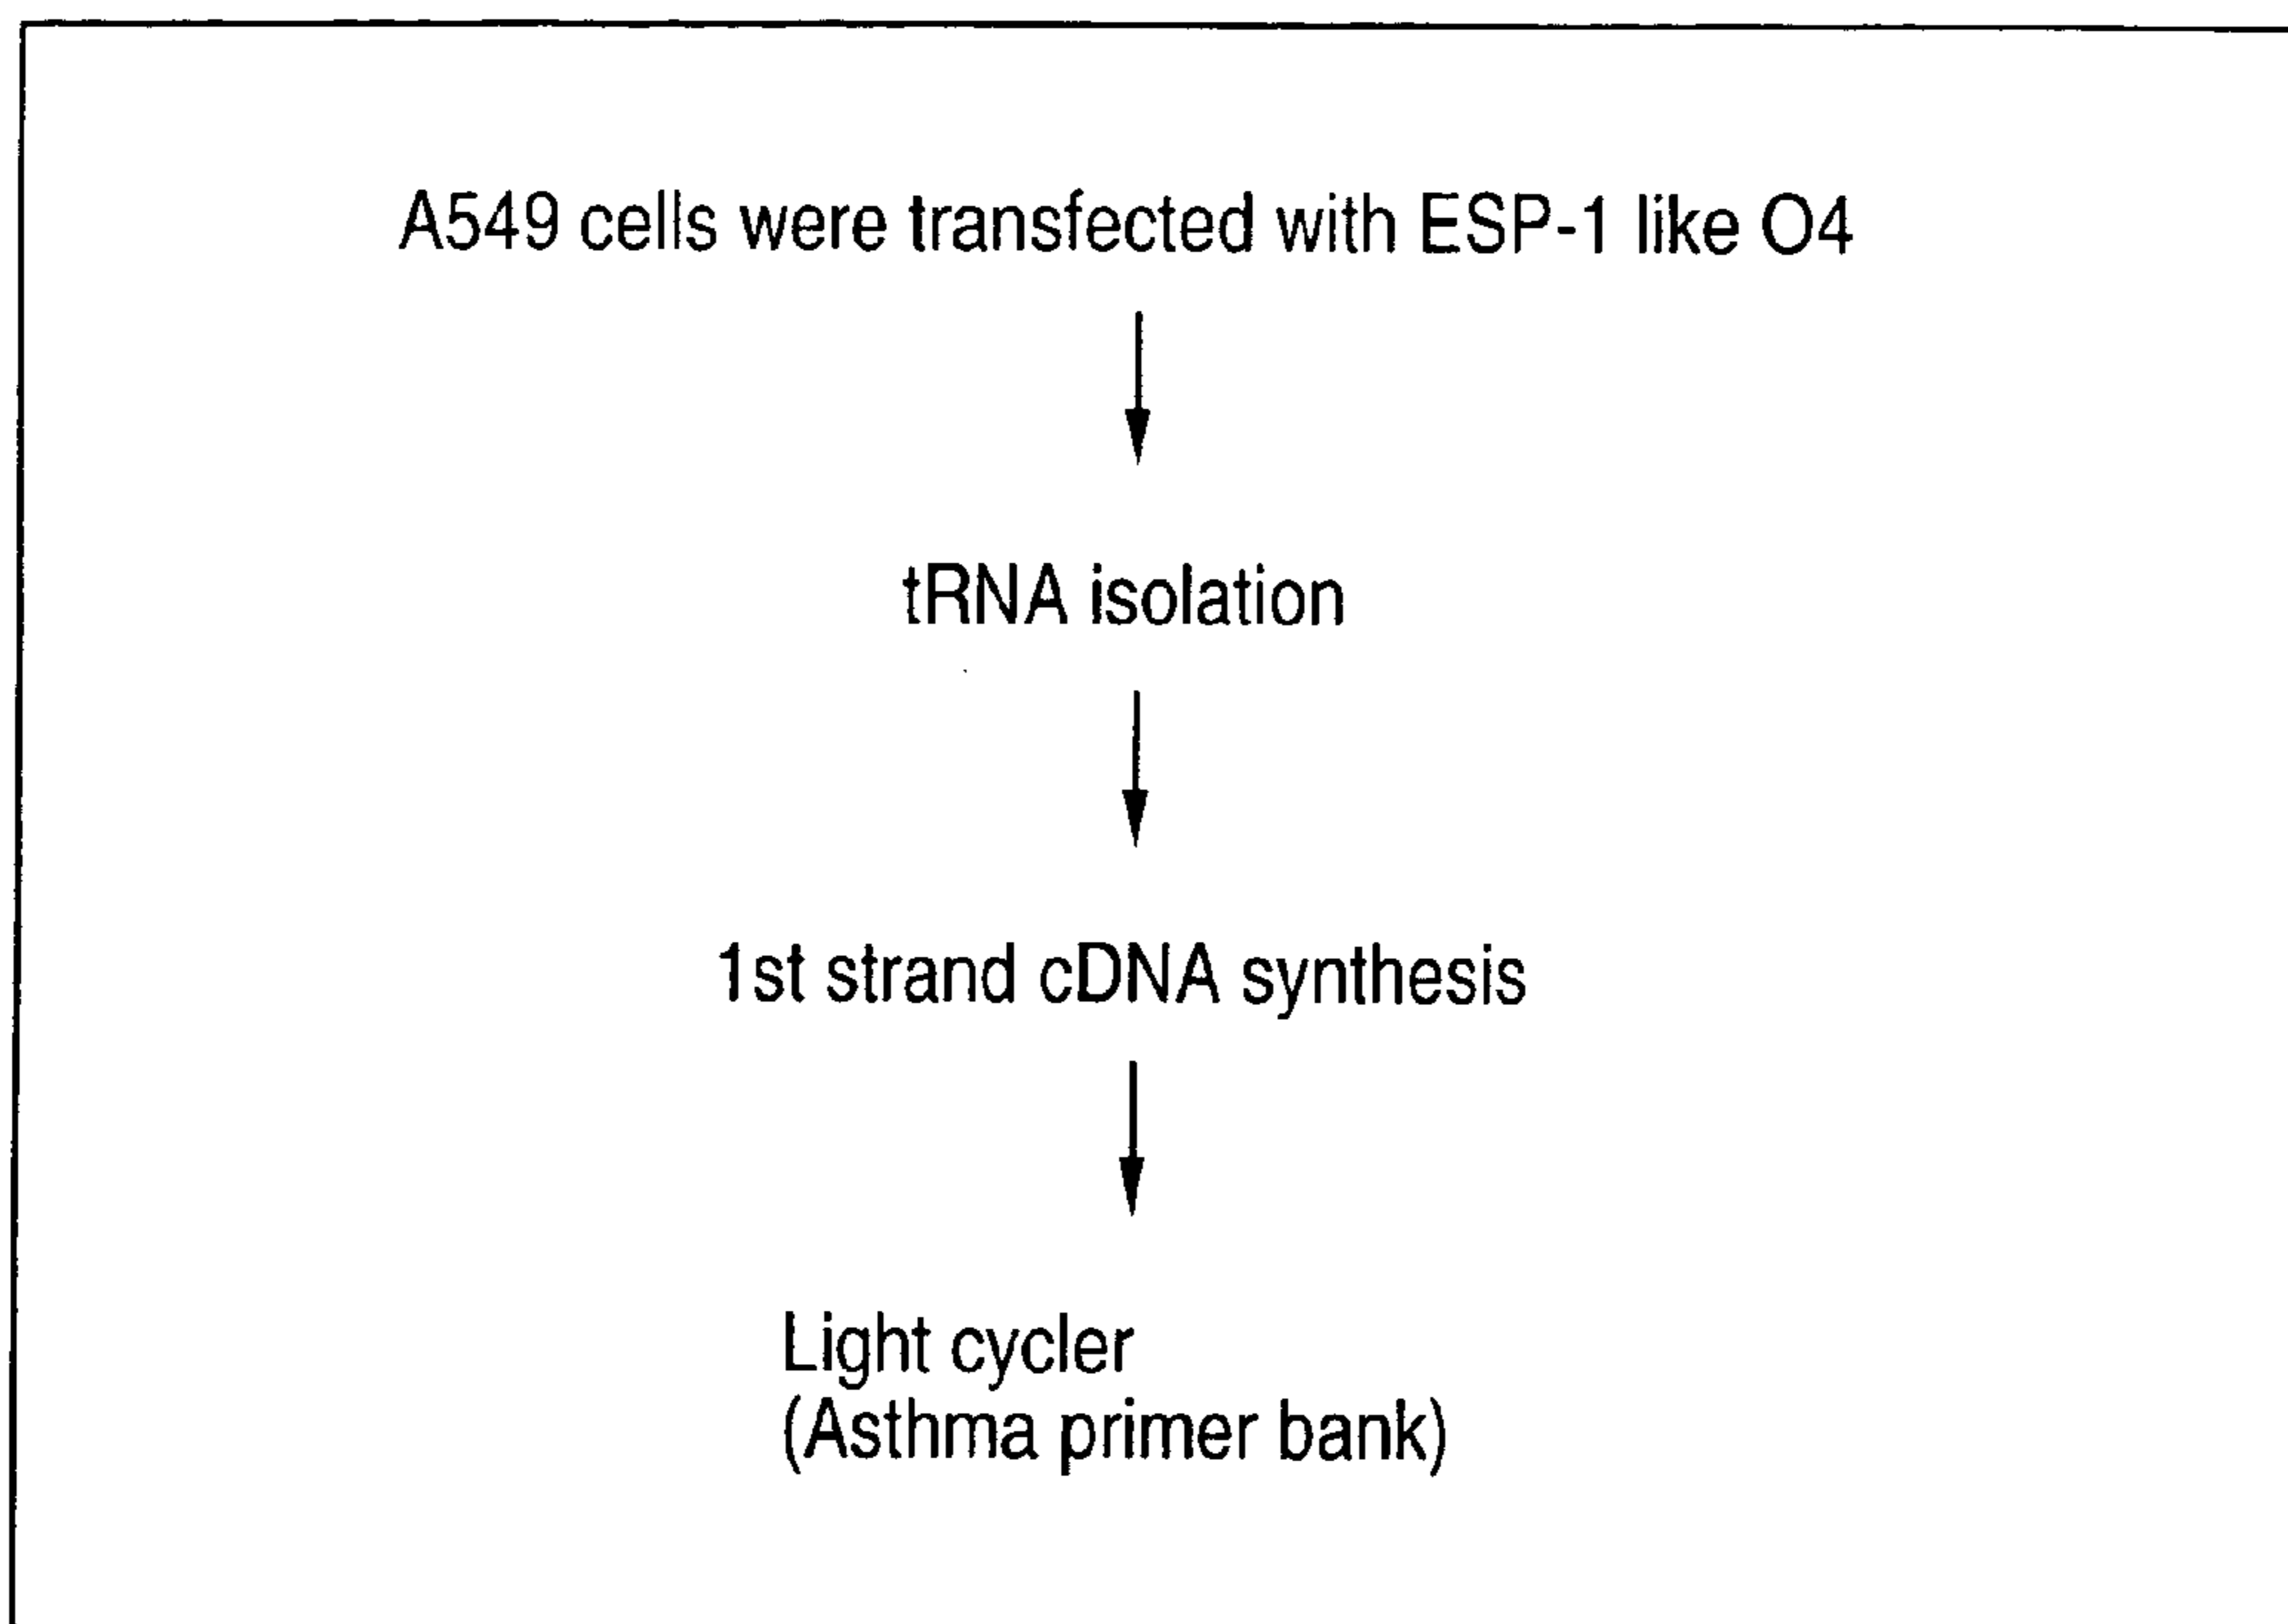 A549 cells were transfected with ESP-1 like O4
tRNA isolation
1st strand cDNA synthesis
Light cycler
(Asthma primer bank)